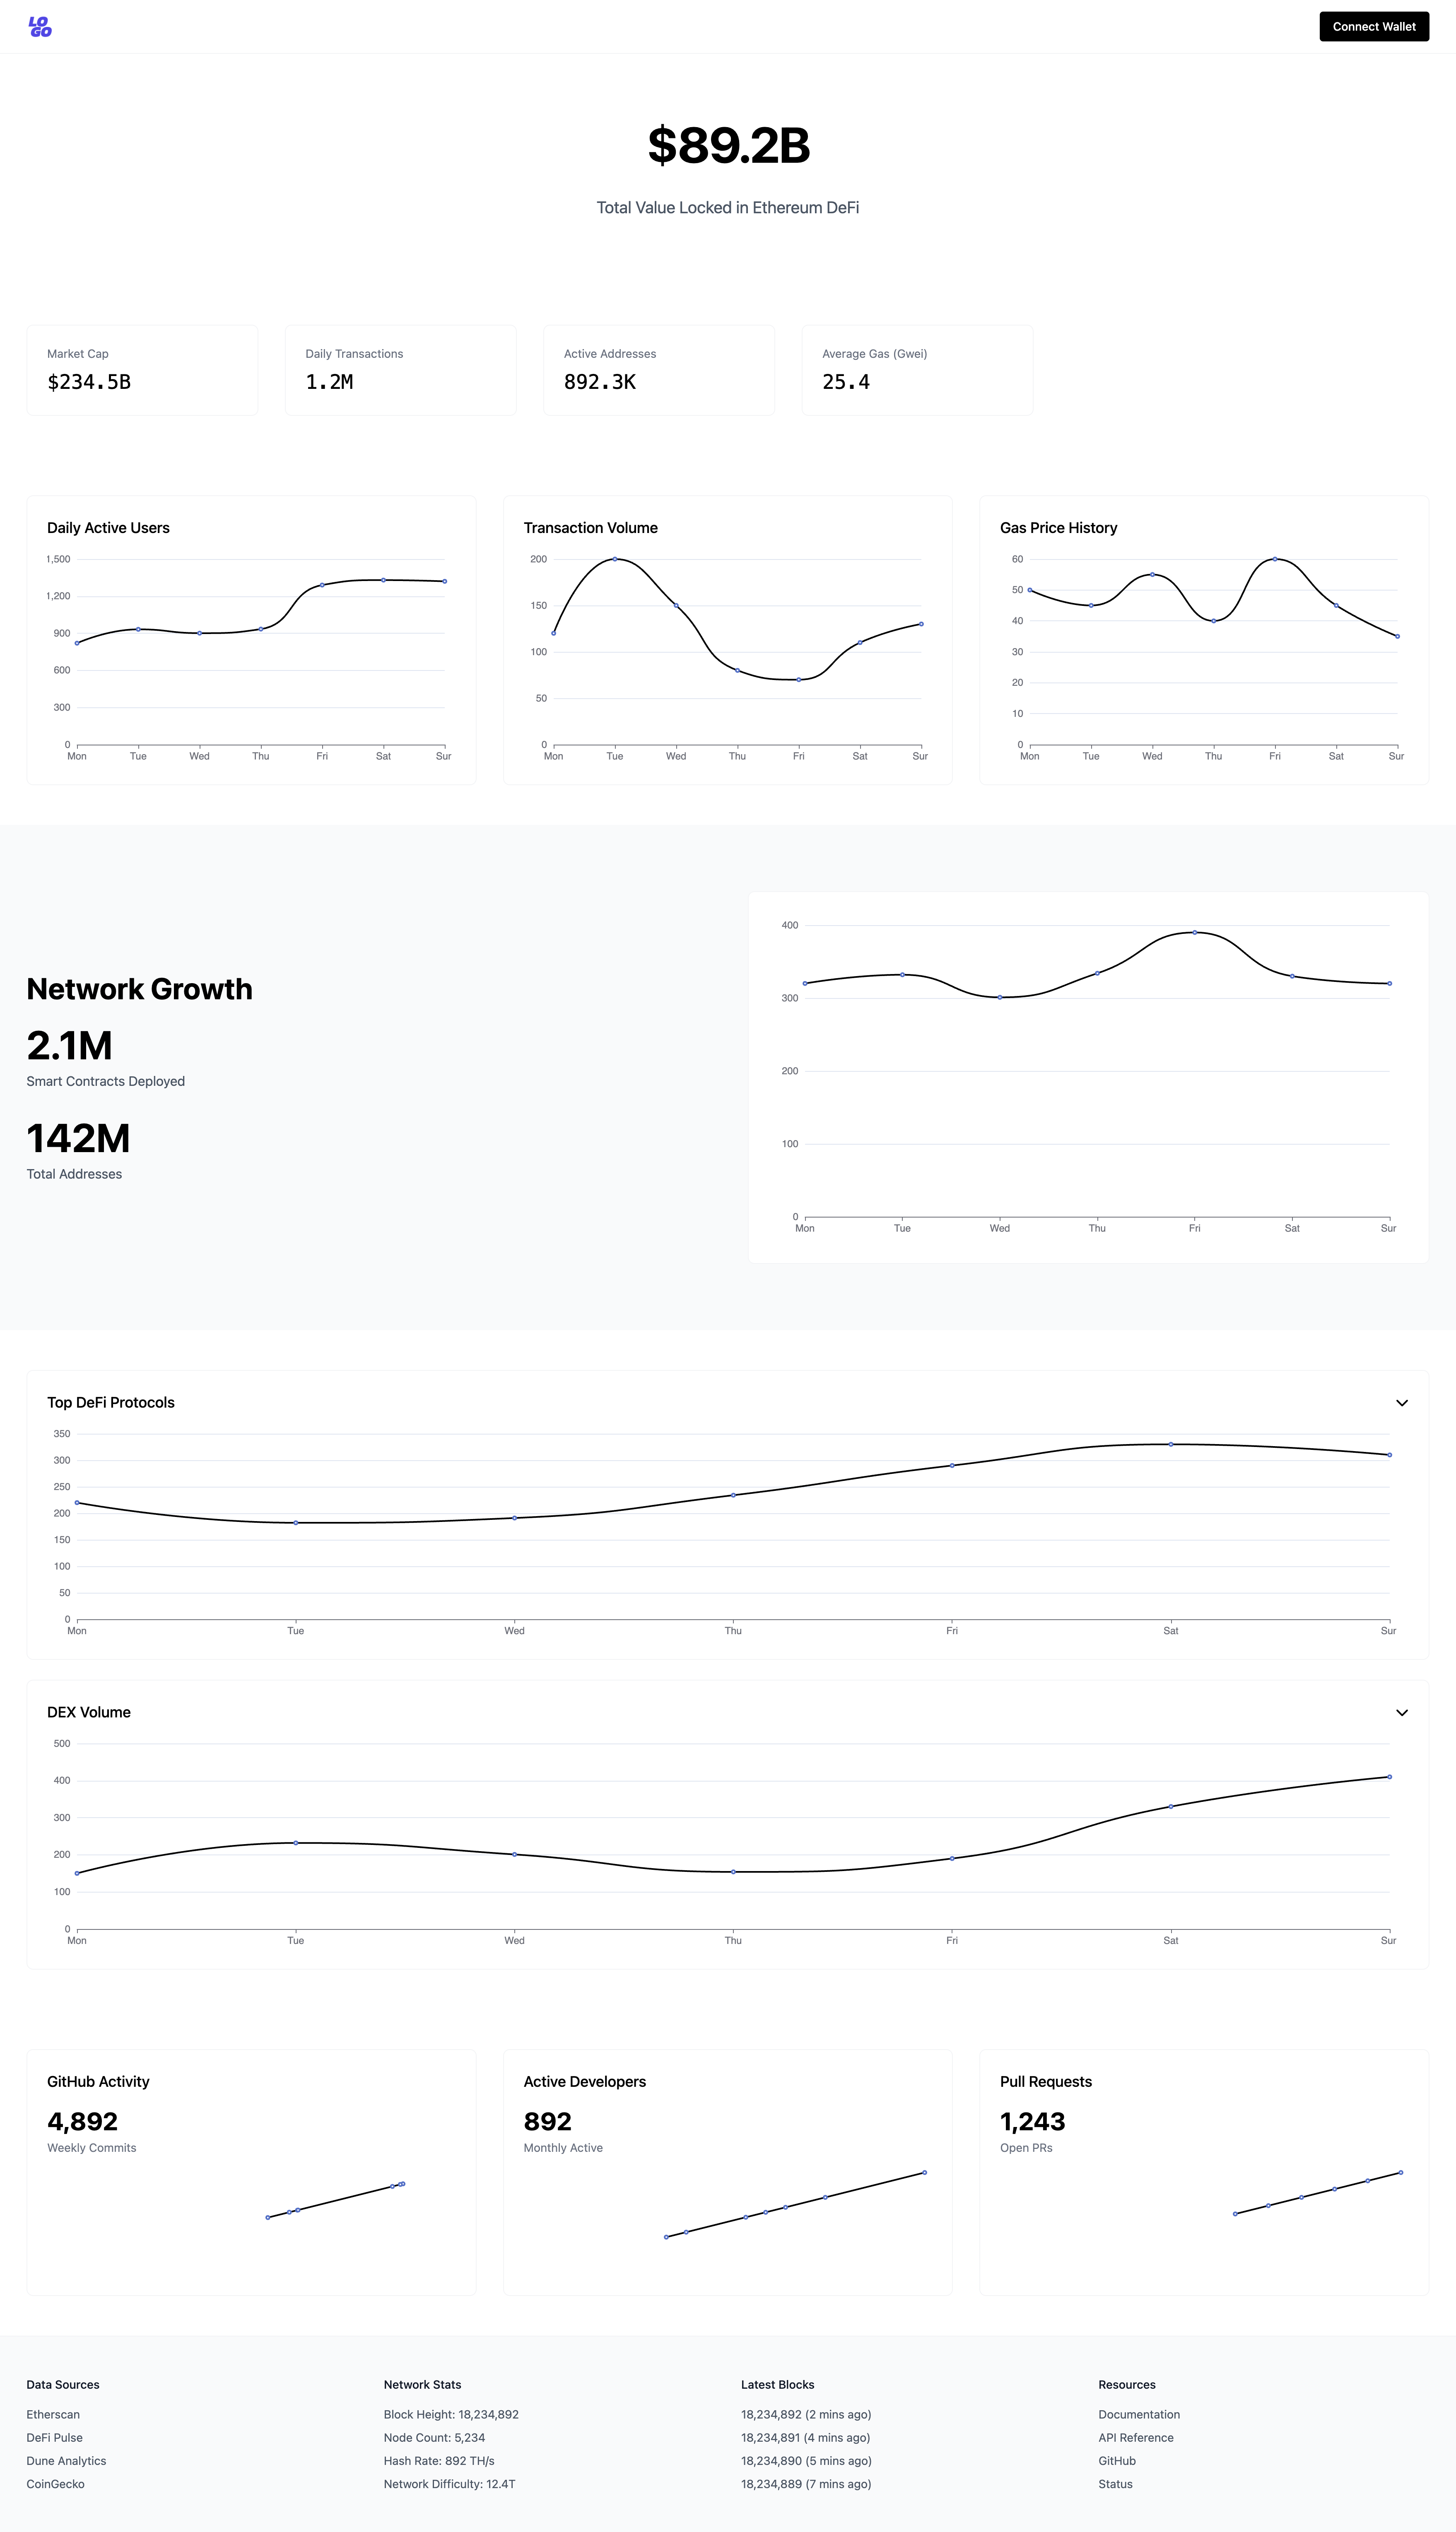 LO
GO
Connect Wallet
$89.2B
Total Value Locked in Ethereum DeFi
Market Cap
$234.5B
Daily Transactions
1.2M
Active Addresses
892.3K
Average Gas (Gwei)
25.4
Daily Active Users
1,500
1,200
900
600
300
0
Mon Tue Wed Thu Fri Sat Sur
Transaction Volume
200
150
100
50
0
Mon Tue Wed Thu Fri Sat Sur
Gas Price History
60
50
40
30
20
10
0
Mon Tue Wed Thu Fri Sat Sur
Network Growth
2.1M
Smart Contracts Deployed
142M
Total Addresses
400
300
200
100
0
Mon Tue Wed Thu Fri Sat Sur
Top DeFi Protocols
350
300
250
200
150
100
50
0
Mon Tue Wed Thu Fri Sat Sur
DEX Volume
500
400
300
200
100
0
Mon Tue Wed Thu Fri Sat Sur
GitHub Activity
4,892
Weekly Commits
Active Developers
892
Monthly Active
Pull Requests
1,243
Open PRs
Data Sources
Etherscan
DeFi Pulse
Dune Analytics
CoinGecko
Network Stats
Block Height: 18,234,892
Node Count: 5,234
Hash Rate: 892 TH/s
Network Difficulty: 12.4T
Latest Blocks
18,234,892 (2 mins ago)
18,234,891 (4 mins ago)
18,234,890 (5 mins ago)
18,234,889 (7 mins ago)
Resources
Documentation
API Reference
GitHub
Status